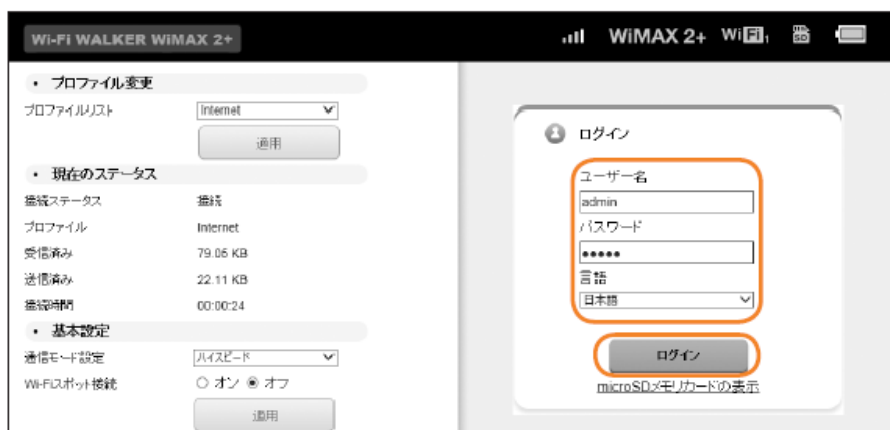 Wi-Fi WALKER WiMAX 2+
WiMAX 2+ WiFi 1 SD
・ プロファイル変更
プロファイルリスト Internet
適用
・ 現在のステータス
接続ステータス 接続
プロファイル Internet
受信済み 79.05 KB
送信済み 22.11 KB
接続時間 00:00:24
・ 基本設定
通信モード設定 ハイスピード
Wi-Fiスポット接続 オン オフ
適用
ログイン
ユーザー名
admin
パスワード
•••••
言語
日本語
ログイン
microSDメモリカードの表示